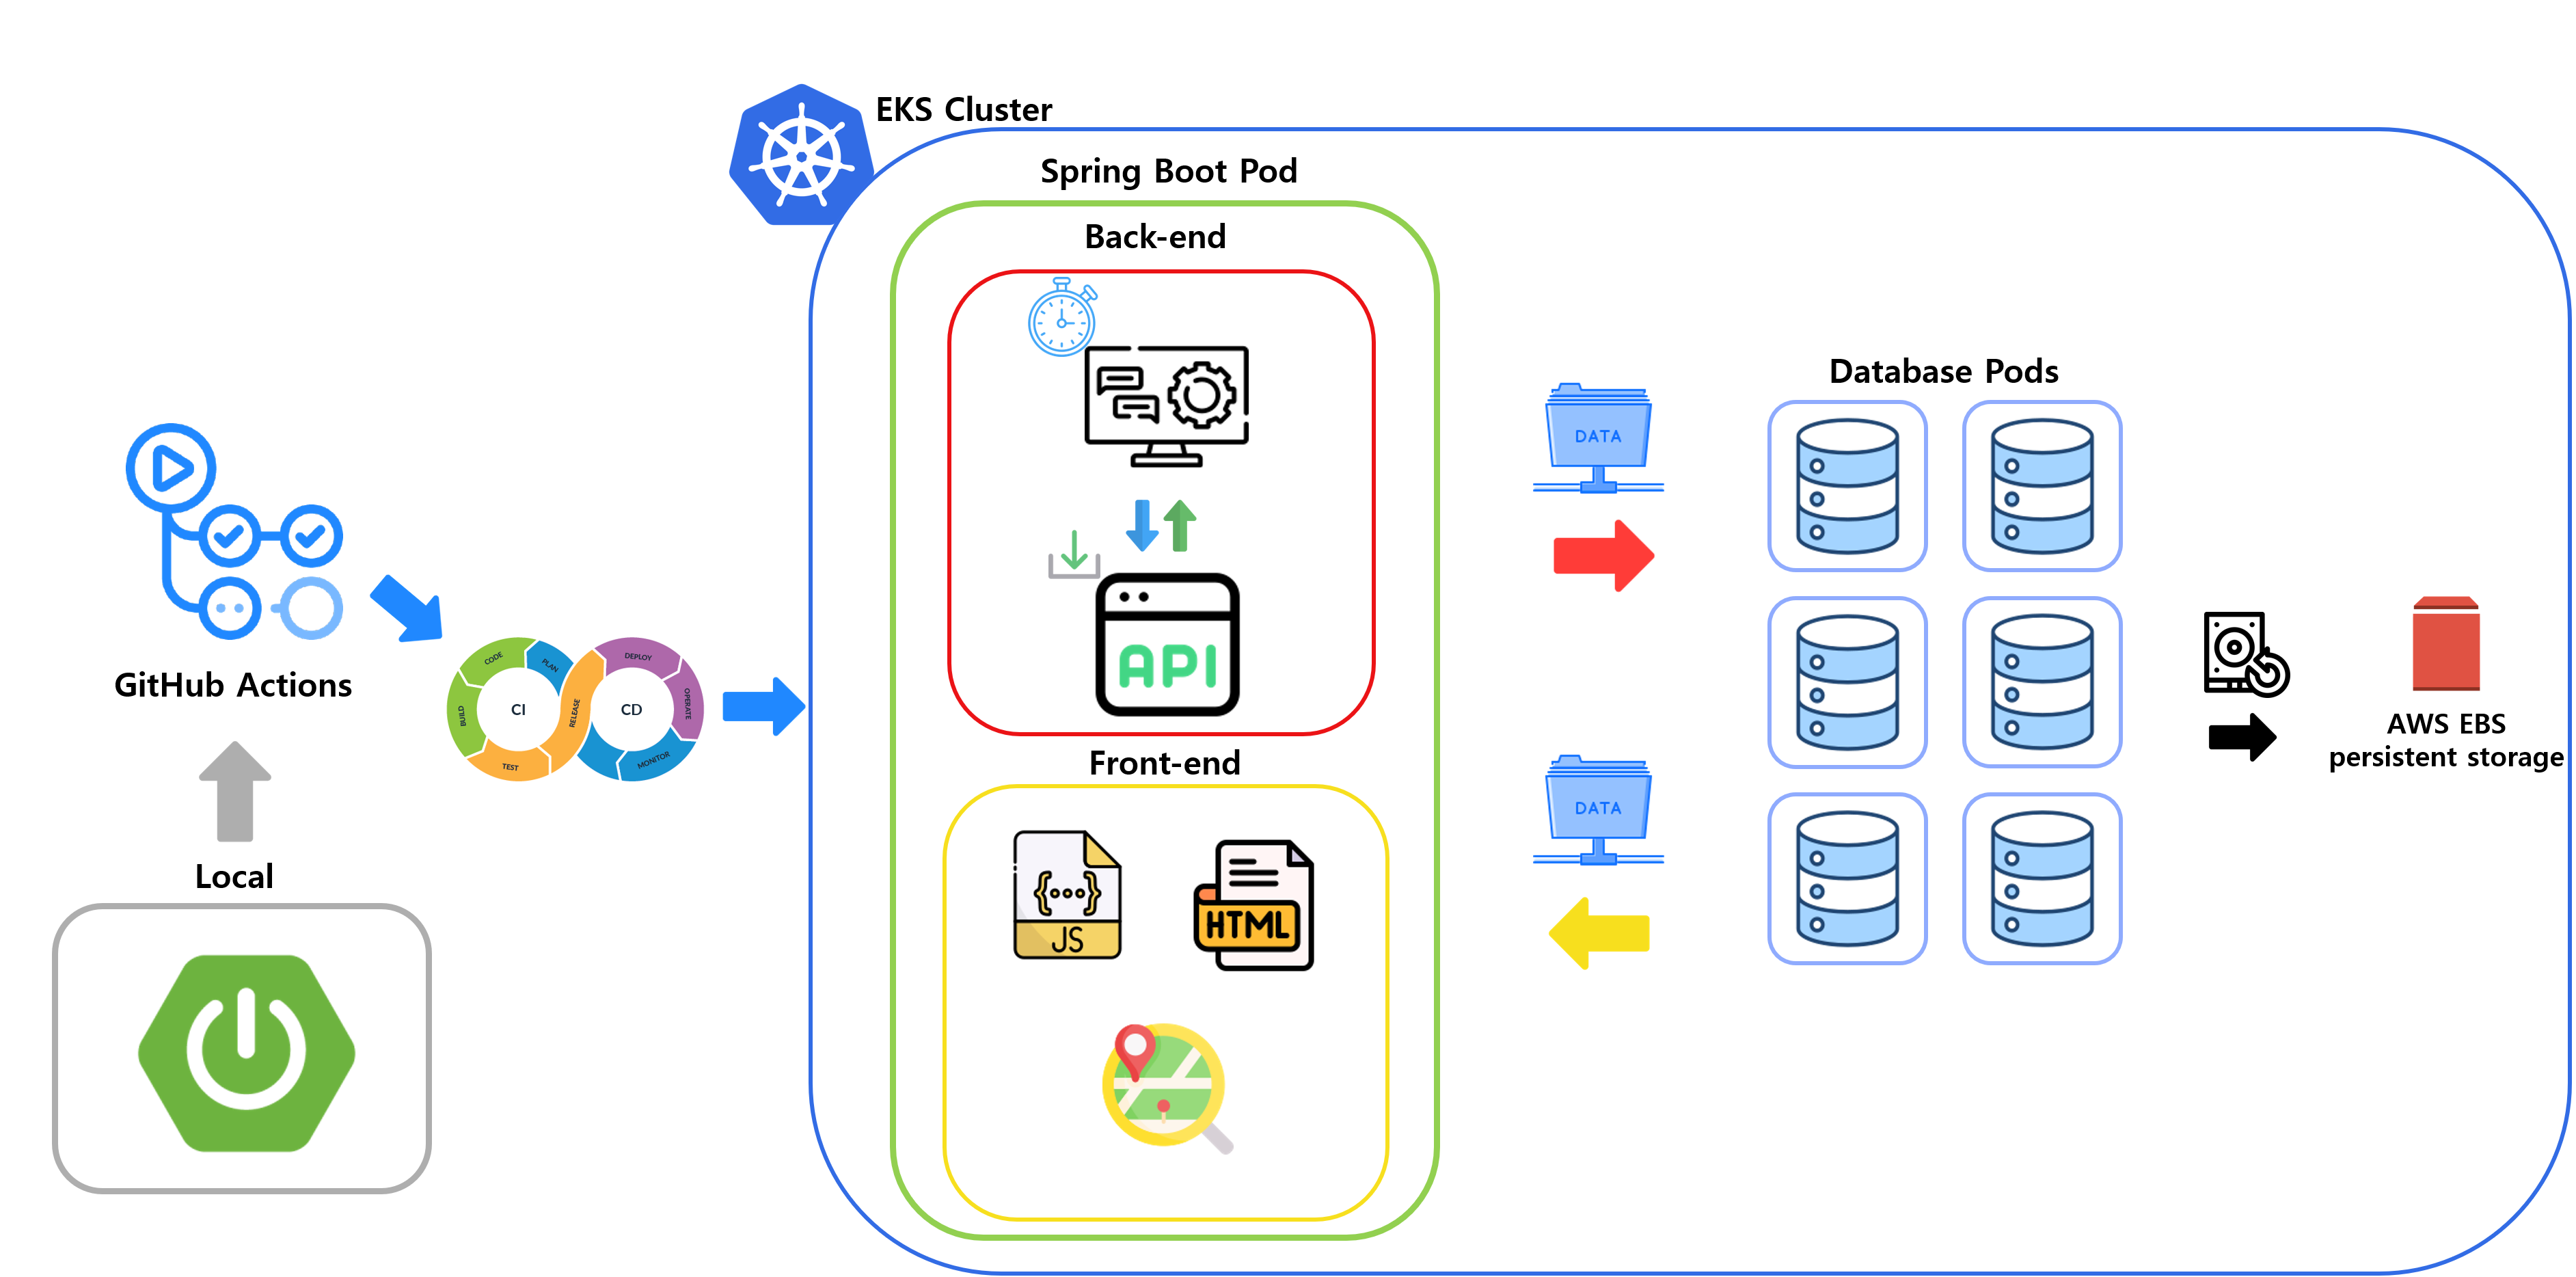 EKS Cluster
Spring Boot Pod
Back-end
API
Front-end
JS
HTML
DATA
DATA
Database Pods
AWS EBS
persistent storage
GitHub Actions
CODE
PLAN
BUILD
CI
TEST
RELEASE
DEPLOY
OPERATE
CD
MONITOR
Local